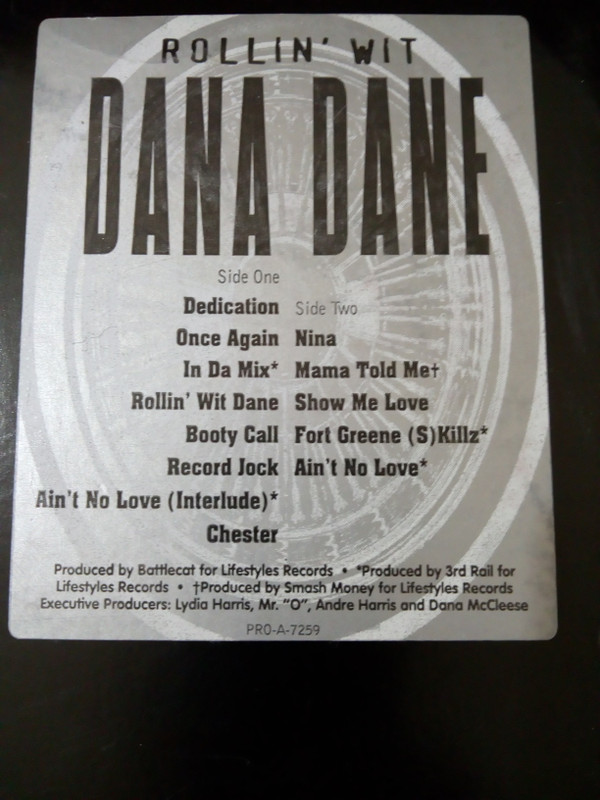 ROLLIN' WIT
DANA DANE
Side One
Dedication
Once Again
In Da Mix*
Rollin' Wit Dane
Booty Call
Record Jock
Ain't No Love (Interlude)*
Chester
Side Two
Nina
Mama Told Me†
Show Me Love
Fort Greene (S)Killz*
Ain't No Love*
Produced by Battlecat for Lifestyles Records • *Produced by 3rd Rail for
Lifestyles Records • †Produced by Smash Money for Lifestyles Records
Executive Producers: Lydia Harris, Mr. "O", Andre Harris and Dana McCleese
PRO-A-7259